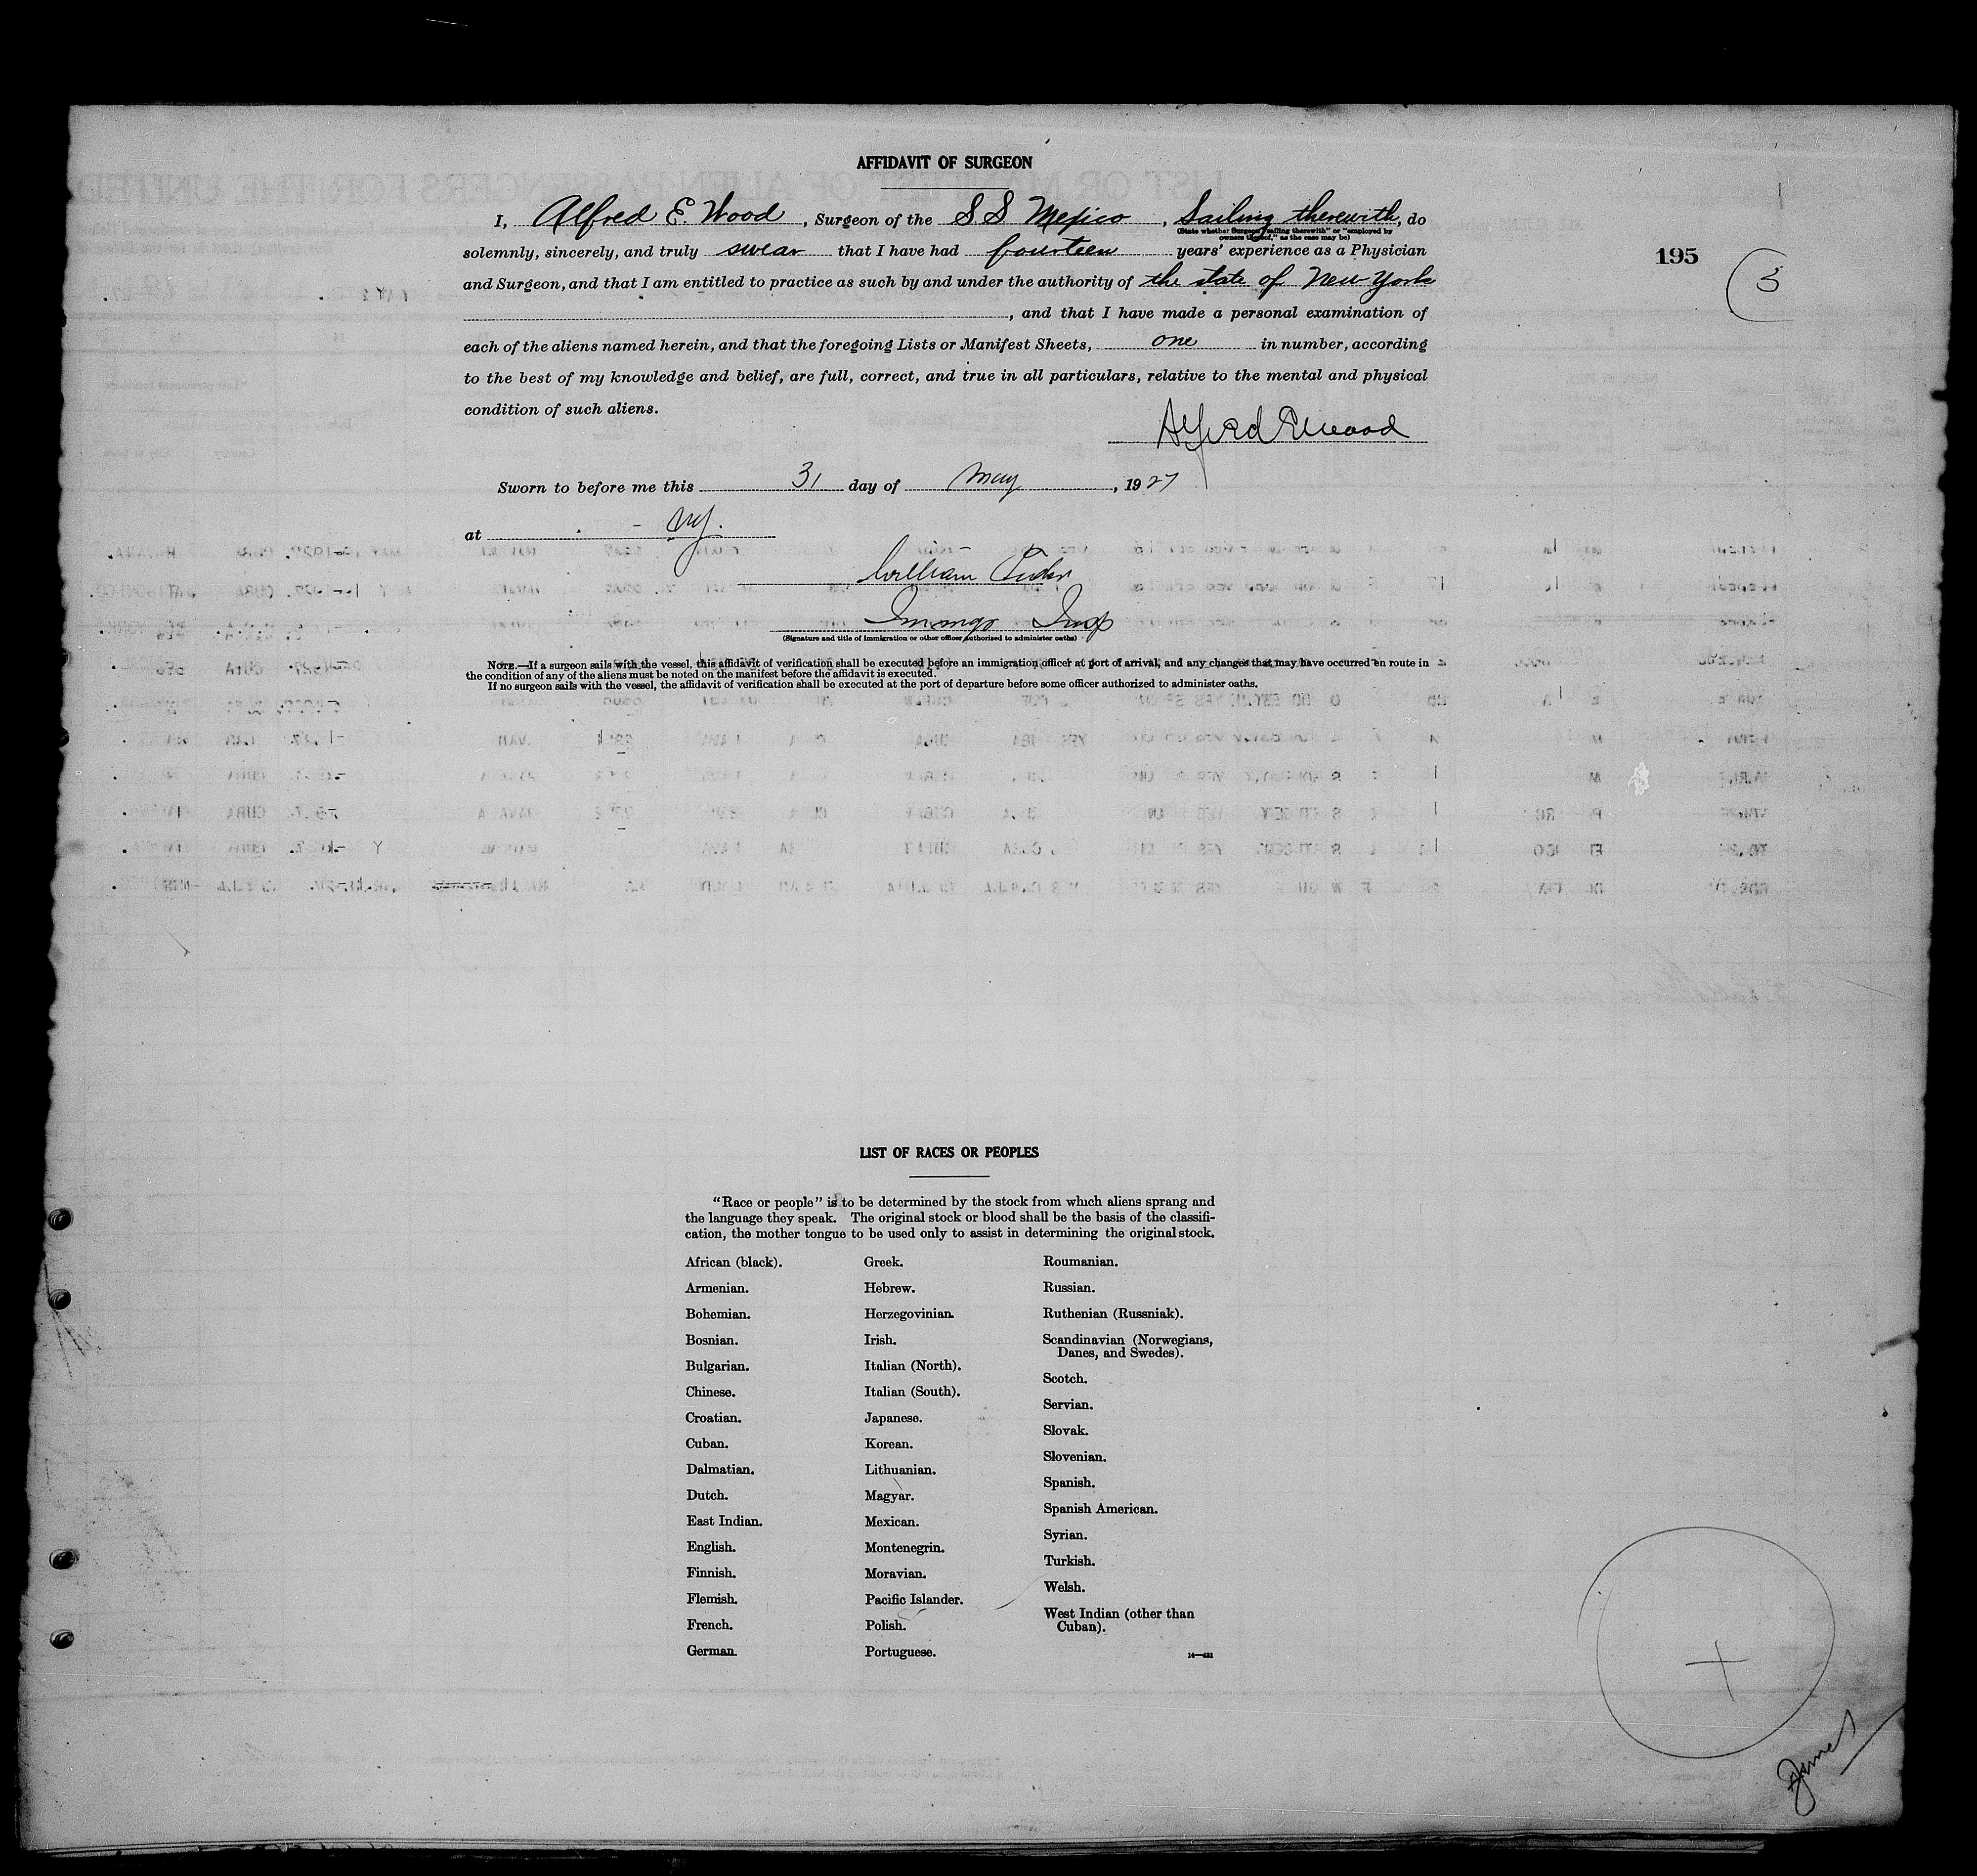 AFFIDAVIT OF SURGEON
I, Alfred E. Wood, Surgeon of the S S Mexico, Sailing therewith, do
(State whether Surgeon "sailing therewith" or "employed by
owners thereof," as the case may be)
solemnly, sincerely, and truly swear that I have had fourteen years' experience as a Physician
195
3
and Surgeon, and that I am entitled to practice as such by and under the authority of the state of New York
, and that I have made a personal examination of
each of the aliens named herein, and that the foregoing Lists or Manifest Sheets, one in number, according
to the best of my knowledge and belief, are full, correct, and true in all particulars, relative to the mental and physical
condition of such aliens.
Alfred E Wood
Sworn to before me this 31 day of May, 1927
at NY.
William
Immigr Insp
(Signature and title of immigration or other officer authorized to administer oaths)
NOTE.—If a surgeon sails with the vessel, this affidavit of verification shall be executed before an immigration officer at port of arrival, and any changes that may have occurred en route in
the condition of any of the aliens must be noted on the manifest before the affidavit is executed.
If no surgeon sails with the vessel, the affidavit of verification shall be executed at the port of departure before some officer authorized to administer oaths.
LIST OF RACES OR PEOPLES
"Race or people" is to be determined by the stock from which aliens sprang and
the language they speak. The original stock or blood shall be the basis of the classifi-
cation, the mother tongue to be used only to assist in determining the original stock.
African (black).
Armenian.
Bohemian.
Bosnian.
Bulgarian.
Chinese.
Croatian.
Cuban.
Dalmatian.
Dutch.
East Indian.
English.
Finnish.
Flemish.
French.
German.
Greek.
Hebrew.
Herzegovinian.
Irish.
Italian (North).
Italian (South).
Japanese.
Korean.
Lithuanian.
Magyar.
Mexican.
Montenegrin.
Moravian.
Pacific Islander.
Polish.
Portuguese.
Roumanian.
Russian.
Ruthenian (Russniak).
Scandinavian (Norwegians,
Danes, and Swedes).
Scotch.
Servian.
Slovak.
Slovenian.
Spanish.
Spanish American.
Syrian.
Turkish.
Welsh.
West Indian (other than
Cuban).
14—431
June 1